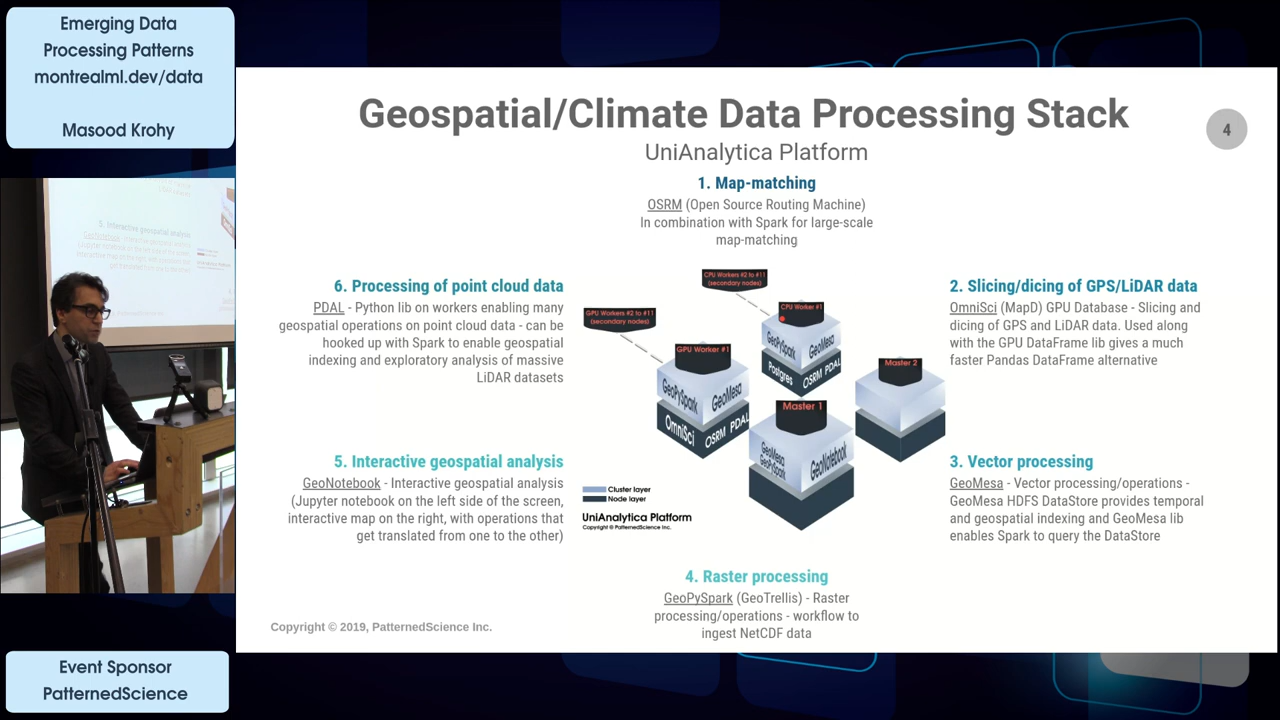 Emerging Data
Processing Patterns
montrealml.dev/data
Masood Krohy
Event Sponsor
PatternedScience
Geospatial/Climate Data Processing Stack
UniAnalytica Platform
4
1. Map-matching
OSRM (Open Source Routing Machine)
In combination with Spark for large-scale
map-matching
6. Processing of point cloud data
PDAL - Python lib on workers enabling many
geospatial operations on point cloud data - can be
hooked up with Spark to enable geospatial
indexing and exploratory analysis of massive
LiDAR datasets
2. Slicing/dicing of GPS/LiDAR data
OmniSci (MapD) GPU Database - Slicing and
dicing of GPS and LiDAR data. Used along
with the GPU DataFrame lib gives a much
faster Pandas DataFrame alternative
5. Interactive geospatial analysis
GeoNotebook - Interactive geospatial analysis
(Jupyter notebook on the left side of the screen,
interactive map on the right, with operations that
get translated from one to the other)
3. Vector processing
GeoMesa - Vector processing/operations -
GeoMesa HDFS DataStore provides temporal
and geospatial indexing and GeoMesa lib
enables Spark to query the DataStore
4. Raster processing
GeoPySpark (GeoTrellis) - Raster
processing/operations - workflow to
ingest NetCDF data
CPU Workers #2 to #11
(secondary nodes)
GPU Workers #2 to #11
(secondary nodes)
CPU Worker #1
GeoPySpark
GeoMesa
Postgres
OSRM PDAL
GPU Worker #1
GeoPySpark
GeoMesa
OmniSci
OSRM PDAL
Master 2
Master 1
GeoMesa
GeoPySpark
GeoNotebook
Cluster layer
Node layer
UniAnalytica Platform
Copyright © PatternedScience Inc.
Copyright © 2019, PatternedScience Inc.
5. Interactive geospatial analysis